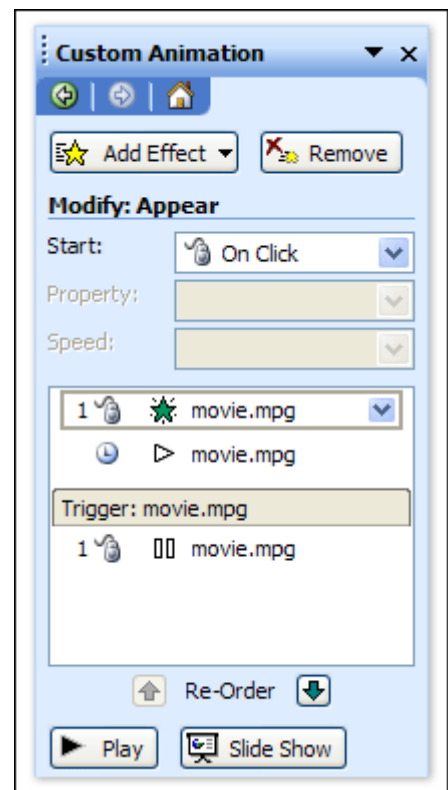 Custom Animation
Add Effect Remove
Modify: Appear
Start: On Click
Property:
Speed:
1 movie.mpg
movie.mpg
Trigger: movie.mpg
1 movie.mpg
Re-Order
Play Slide Show